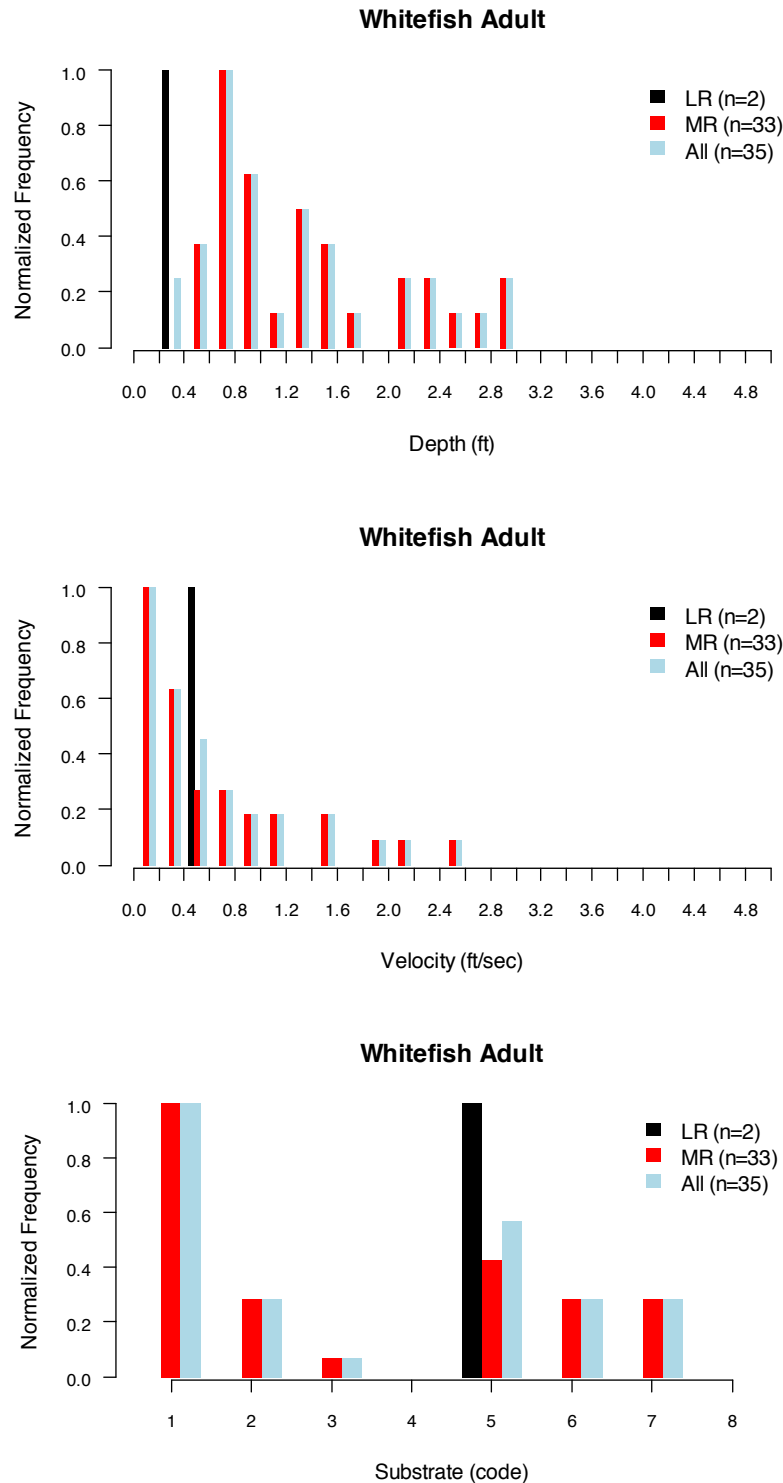 Whitefish Adult
1.0
LR (n=2)
MR (n=33)
0.8
All (n=35)
0.6
0.4
0.2
0.0
Normalized Frequency
0.0 0.4 0.8 1.2 1.6 2.0 2.4 2.8 3.2 3.6 4.0 4.4 4.8
Depth (ft)
Whitefish Adult
1.0
LR (n=2)
MR (n=33)
0.8
All (n=35)
0.6
0.4
0.2
0.0
Normalized Frequency
0.0 0.4 0.8 1.2 1.6 2.0 2.4 2.8 3.2 3.6 4.0 4.4 4.8
Velocity (ft/sec)
Whitefish Adult
1.0
LR (n=2)
MR (n=33)
0.8
All (n=35)
0.6
0.4
0.2
0.0
Normalized Frequency
1 2 3 4 5 6 7 8
Substrate (code)